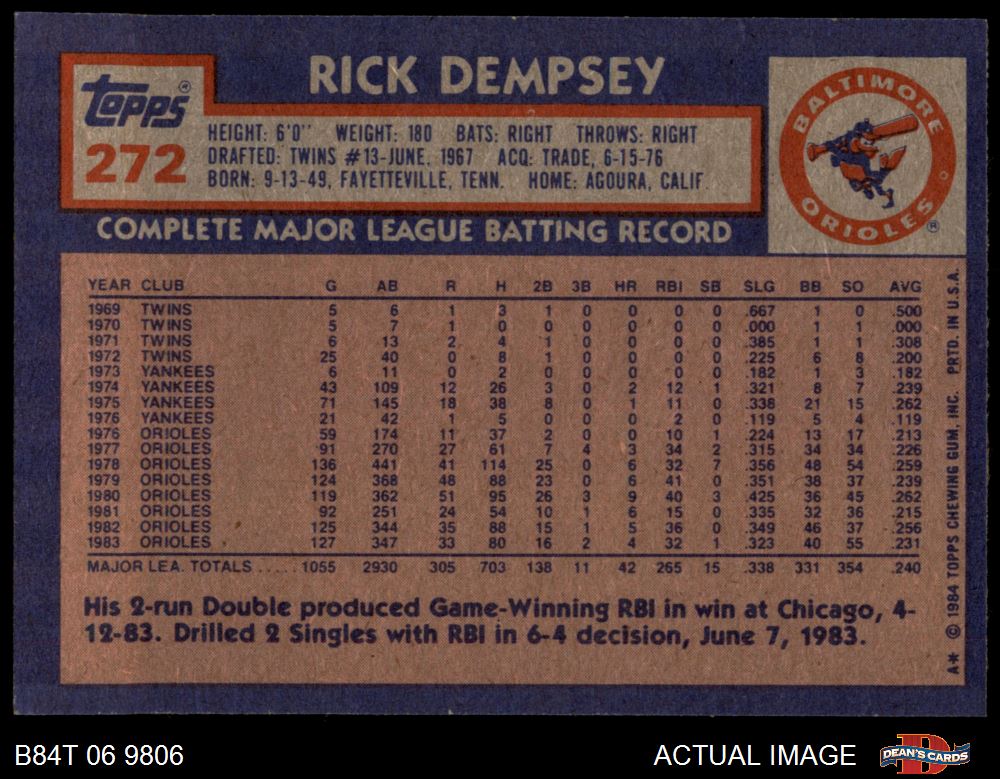 RICK DEMPSEY
topps®
272
HEIGHT: 6'0" WEIGHT: 180 BATS: RIGHT THROWS: RIGHT
DRAFTED: TWINS #13-JUNE, 1967 ACQ: TRADE, 6-15-76
BORN: 9-13-49, FAYETTEVILLE, TENN. HOME: AGOURA, CALIF.
BALTIMORE
ORIOLES®
COMPLETE MAJOR LEAGUE BATTING RECORD
YEAR CLUB G AB R H 2B 3B HR RBI SB SLG BB SO AVG
1969 TWINS 5 6 1 3 1 0 0 0 0 .667 1 0 .500
1970 TWINS 5 7 1 0 0 0 0 0 0 .000 1 1 .000
1971 TWINS 6 13 2 4 1 0 0 0 0 .385 1 1 .308
1972 TWINS 25 40 0 8 1 0 0 0 0 .225 6 8 .200
1973 YANKEES 6 11 0 2 0 0 0 0 0 .182 1 3 .182
1974 YANKEES 43 109 12 26 3 0 2 12 1 .321 8 7 .239
1975 YANKEES 71 145 18 38 8 0 1 11 0 .338 21 15 .262
1976 YANKEES 21 42 1 5 0 0 0 2 0 .119 5 4 .119
1976 ORIOLES 59 174 11 37 2 0 0 10 1 .224 13 17 .213
1977 ORIOLES 91 270 27 61 7 4 3 34 2 .315 34 34 .226
1978 ORIOLES 136 441 41 114 25 0 6 32 7 .356 48 54 .259
1979 ORIOLES 124 368 48 88 23 0 6 41 0 .351 38 37 .239
1980 ORIOLES 119 362 51 95 26 3 9 40 3 .425 36 45 .262
1981 ORIOLES 92 251 24 54 10 1 6 15 0 .335 32 36 .215
1982 ORIOLES 125 344 35 88 15 1 5 36 0 .349 46 37 .256
1983 ORIOLES 127 347 33 80 16 2 4 32 1 .323 40 55 .231
MAJOR LEA. TOTALS ..... 1055 2930 305 703 138 11 42 265 15 .338 331 354 .240
His 2-run Double produced Game-Winning RBI in win at Chicago, 4-
12-83. Drilled 2 Singles with RBI in 6-4 decision, June 7, 1983.
A* © 1984 TOPPS CHEWING GUM, INC. PRTD. IN U.S.A.
B84T 06 9806
ACTUAL IMAGE
DEAN'S CARDS